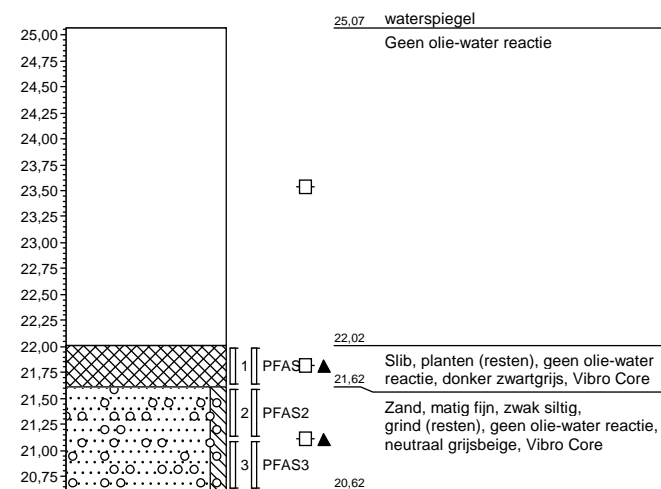 25,07 waterspiegel
25,00
Geen olie-water reactie
24,75
24,50
24,25
24,00
23,75
23,50
23,25
23,00
22,75
22,50
22,25
22,02
22,00
1 PFAS
Slib, planten (resten), geen olie-water
21,75
21,62
reactie, donker zwartgrijs, Vibro Core
21,50
2 PFAS2
Zand, matig fijn, zwak siltig,
21,25
grind (resten), geen olie-water reactie,
21,00
neutraal grijsbeige, Vibro Core
3 PFAS3
20,75
20,62